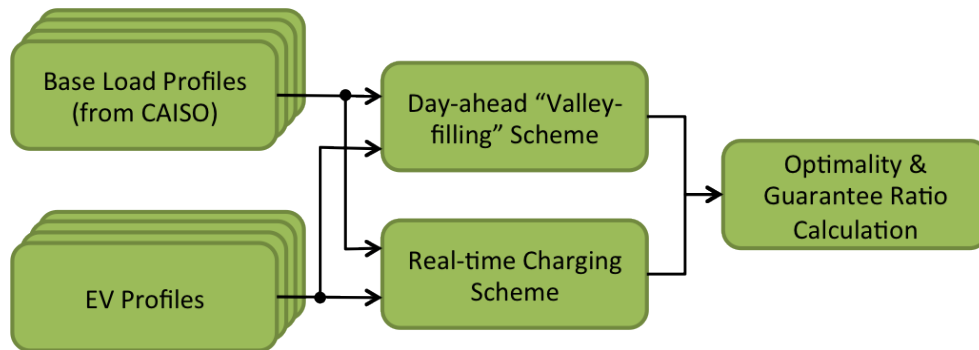 Base Load Profiles
(from CAISO)
Day-ahead “Valley-
filling” Scheme
Optimality &
Guarantee Ratio
Calculation
EV Profiles
Real-time Charging
Scheme